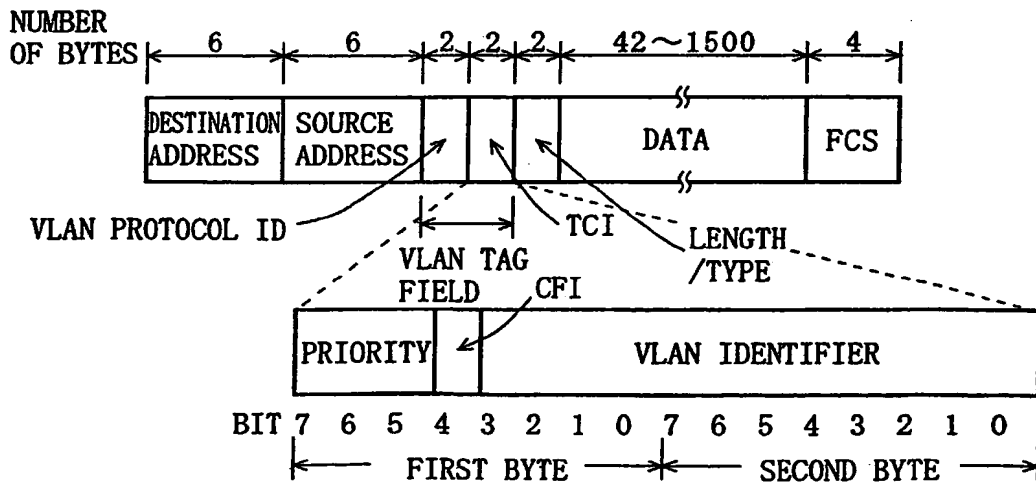 NUMBER
OF BYTES
6 6 2 2 2 42～1500 4
DESTINATION
ADDRESS
SOURCE
ADDRESS
DATA
FCS
VLAN PROTOCOL ID
TCI
LENGTH
/TYPE
VLAN TAG
FIELD
CFI
PRIORITY
VLAN IDENTIFIER
BIT 7 6 5 4 3 2 1 0 7 6 5 4 3 2 1 0
FIRST BYTE
SECOND BYTE